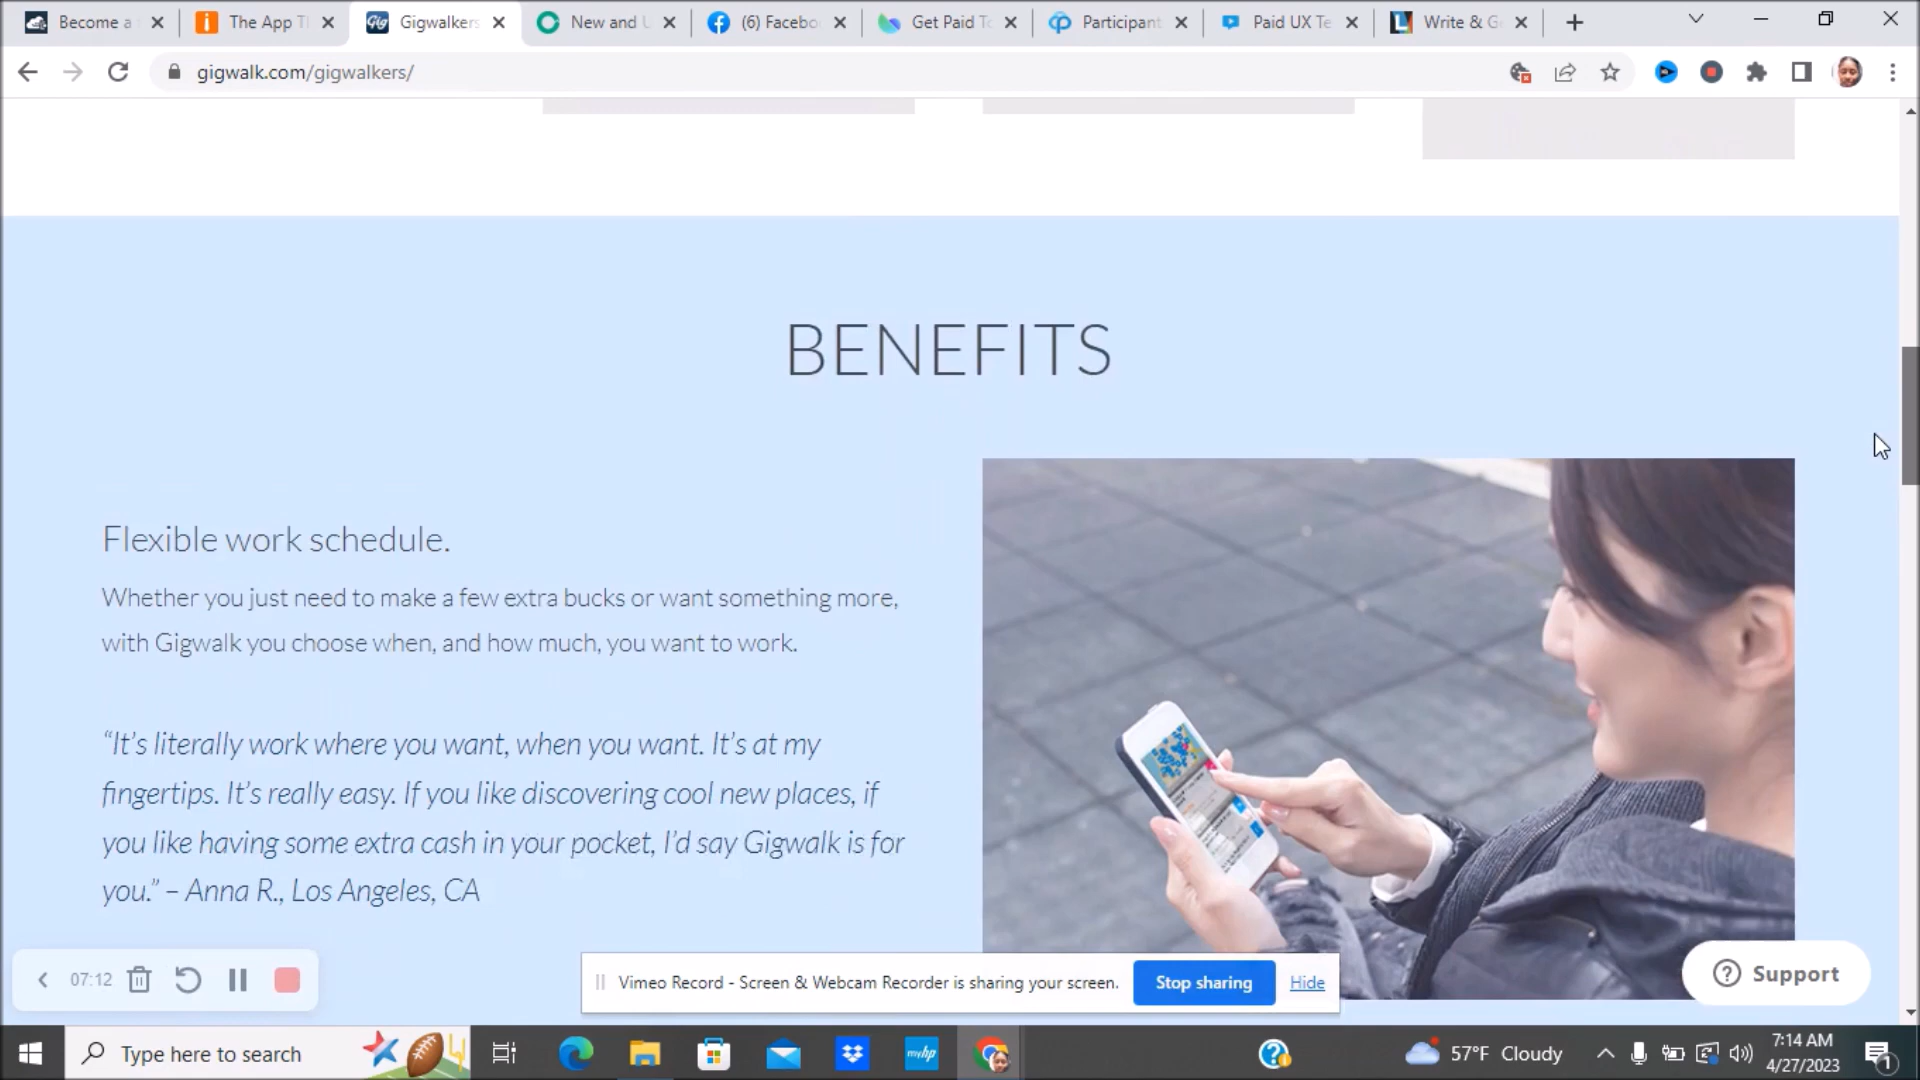 Become a
The App T
Gig Gigwalkers
New and U
(6) Facebo
Get Paid T
Participant
Paid UX Te
Write & G
gigwalk.com/gigwalkers/
BENEFITS
Flexible work schedule.
Whether you just need to make a few extra bucks or want something more,
with Gigwalk you choose when, and how much, you want to work.
“It’s literally work where you want, when you want. It’s at my
fingertips. It’s really easy. If you like discovering cool new places, if
you like having some extra cash in your pocket, I’d say Gigwalk is for
you.” – Anna R., Los Angeles, CA
07:12
Vimeo Record - Screen & Webcam Recorder is sharing your screen.
Stop sharing
Hide
Support
Type here to search
myhp
57°F Cloudy
7:14 AM
4/27/2023
1